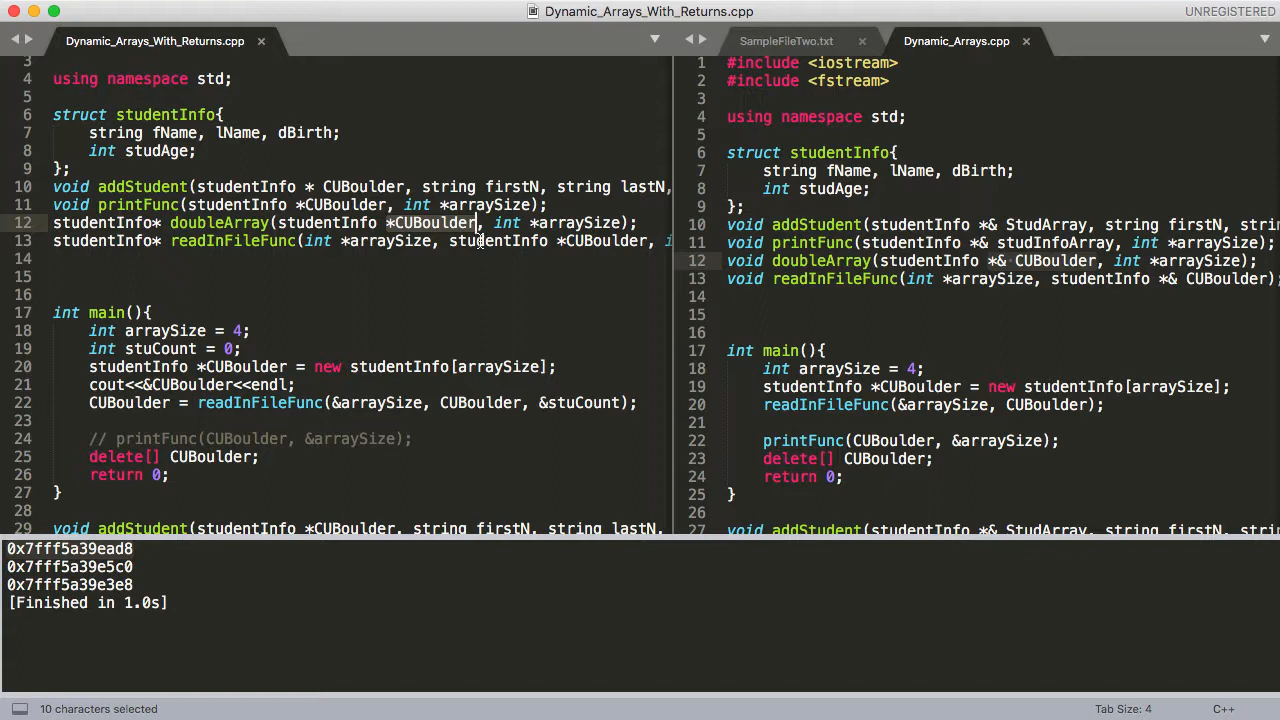 Dynamic_Arrays_With_Returns.cpp
UNREGISTERED
Dynamic_Arrays_With_Returns.cpp ×
3
4 using namespace std;
5
6 struct studentInfo{
7 string fName, lName, dBirth;
8 int studAge;
9 };
10 void addStudent(studentInfo * CUBoulder, string firstN, string lastN,
11 void printFunc(studentInfo *CUBoulder, int *arraySize);
12 studentInfo* doubleArray(studentInfo *CUBoulder, int *arraySize);
13 studentInfo* readInFileFunc(int *arraySize, studentInfo *CUBoulder, i
14
15
16
17 int main(){
18 int arraySize = 4;
19 int stuCount = 0;
20 studentInfo *CUBoulder = new studentInfo[arraySize];
21 cout<<&CUBoulder<<endl;
22 CUBoulder = readInFileFunc(&arraySize, CUBoulder, &stuCount);
23
24 // printFunc(CUBoulder, &arraySize);
25 delete[] CUBoulder;
26 return 0;
27 }
28
29 void addStudent(studentInfo *CUBoulder, string firstN, string lastN,
SampleFileTwo.txt × Dynamic_Arrays.cpp ×
1 #include <iostream>
2 #include <fstream>
3
4 using namespace std;
5
6 struct studentInfo{
7 string fName, lName, dBirth;
8 int studAge;
9 };
10 void addStudent(studentInfo *& StudArray, string firstN, stri
11 void printFunc(studentInfo *& studInfoArray, int *arraySize);
12 void doubleArray(studentInfo *& CUBoulder, int *arraySize);
13 void readInFileFunc(int *arraySize, studentInfo *& CUBoulder);
14
15
16
17 int main(){
18 int arraySize = 4;
19 studentInfo *CUBoulder = new studentInfo[arraySize];
20 readInFileFunc(&arraySize, CUBoulder);
21
22 printFunc(CUBoulder, &arraySize);
23 delete[] CUBoulder;
24 return 0;
25 }
26
27 void addStudent(studentInfo *& StudArray, string firstN, stri
0x7fff5a39ead8
0x7fff5a39e5c0
0x7fff5a39e3e8
[Finished in 1.0s]
10 characters selected
Tab Size: 4
C++